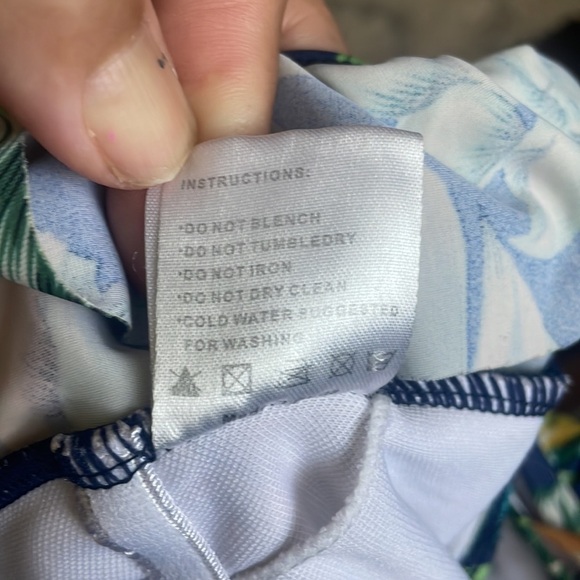 INSTRUCTIONS:
·DO NOT BLENCH
·DO NOT TUMBLEDRY
·DO NOT IRON
·DO NOT DRY CLEAN
·COLD WATER SUGGESTED
FOR WASHING